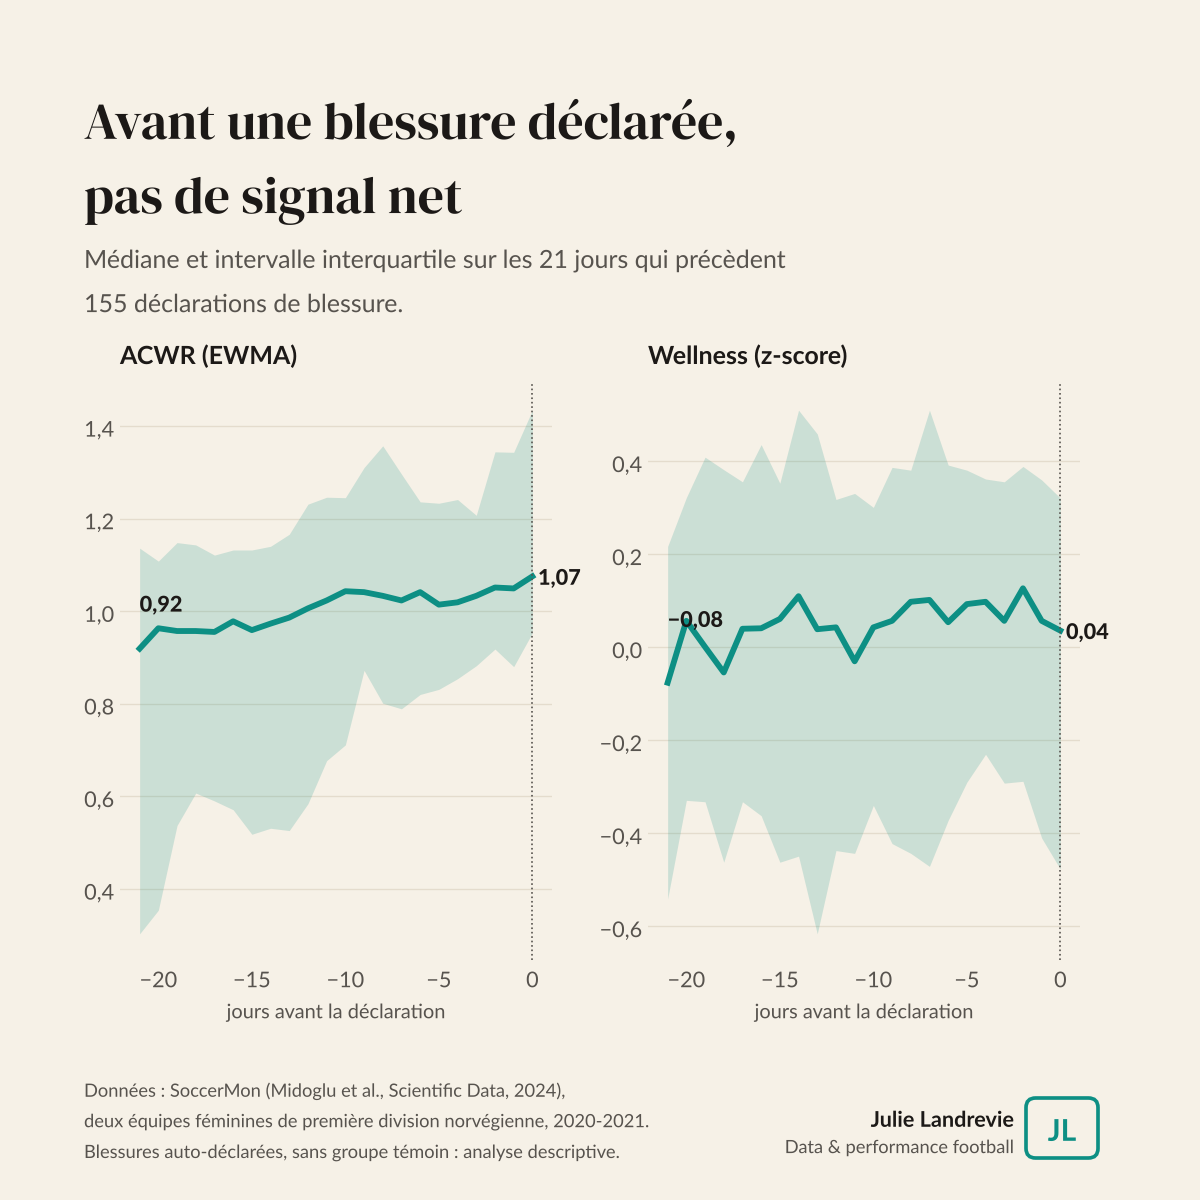 Avant une blessure déclarée,
pas de signal net
Médiane et intervalle interquartile sur les 21 jours qui précèdent
155 déclarations de blessure.
ACWR (EWMA)
1,4
1,2
1,0
0,8
0,6
0,4
0,92
1,07
−20 −15 −10 −5 0
jours avant la déclaration
Wellness (z-score)
0,4
0,2
0,0
−0,2
−0,4
−0,6
−0,08
0,04
−20 −15 −10 −5 0
jours avant la déclaration
Données : SoccerMon (Midoglu et al., Scientific Data, 2024),
deux équipes féminines de première division norvégienne, 2020-2021.
Blessures auto-déclarées, sans groupe témoin : analyse descriptive.
Julie Landrevie
Data & performance football
JL